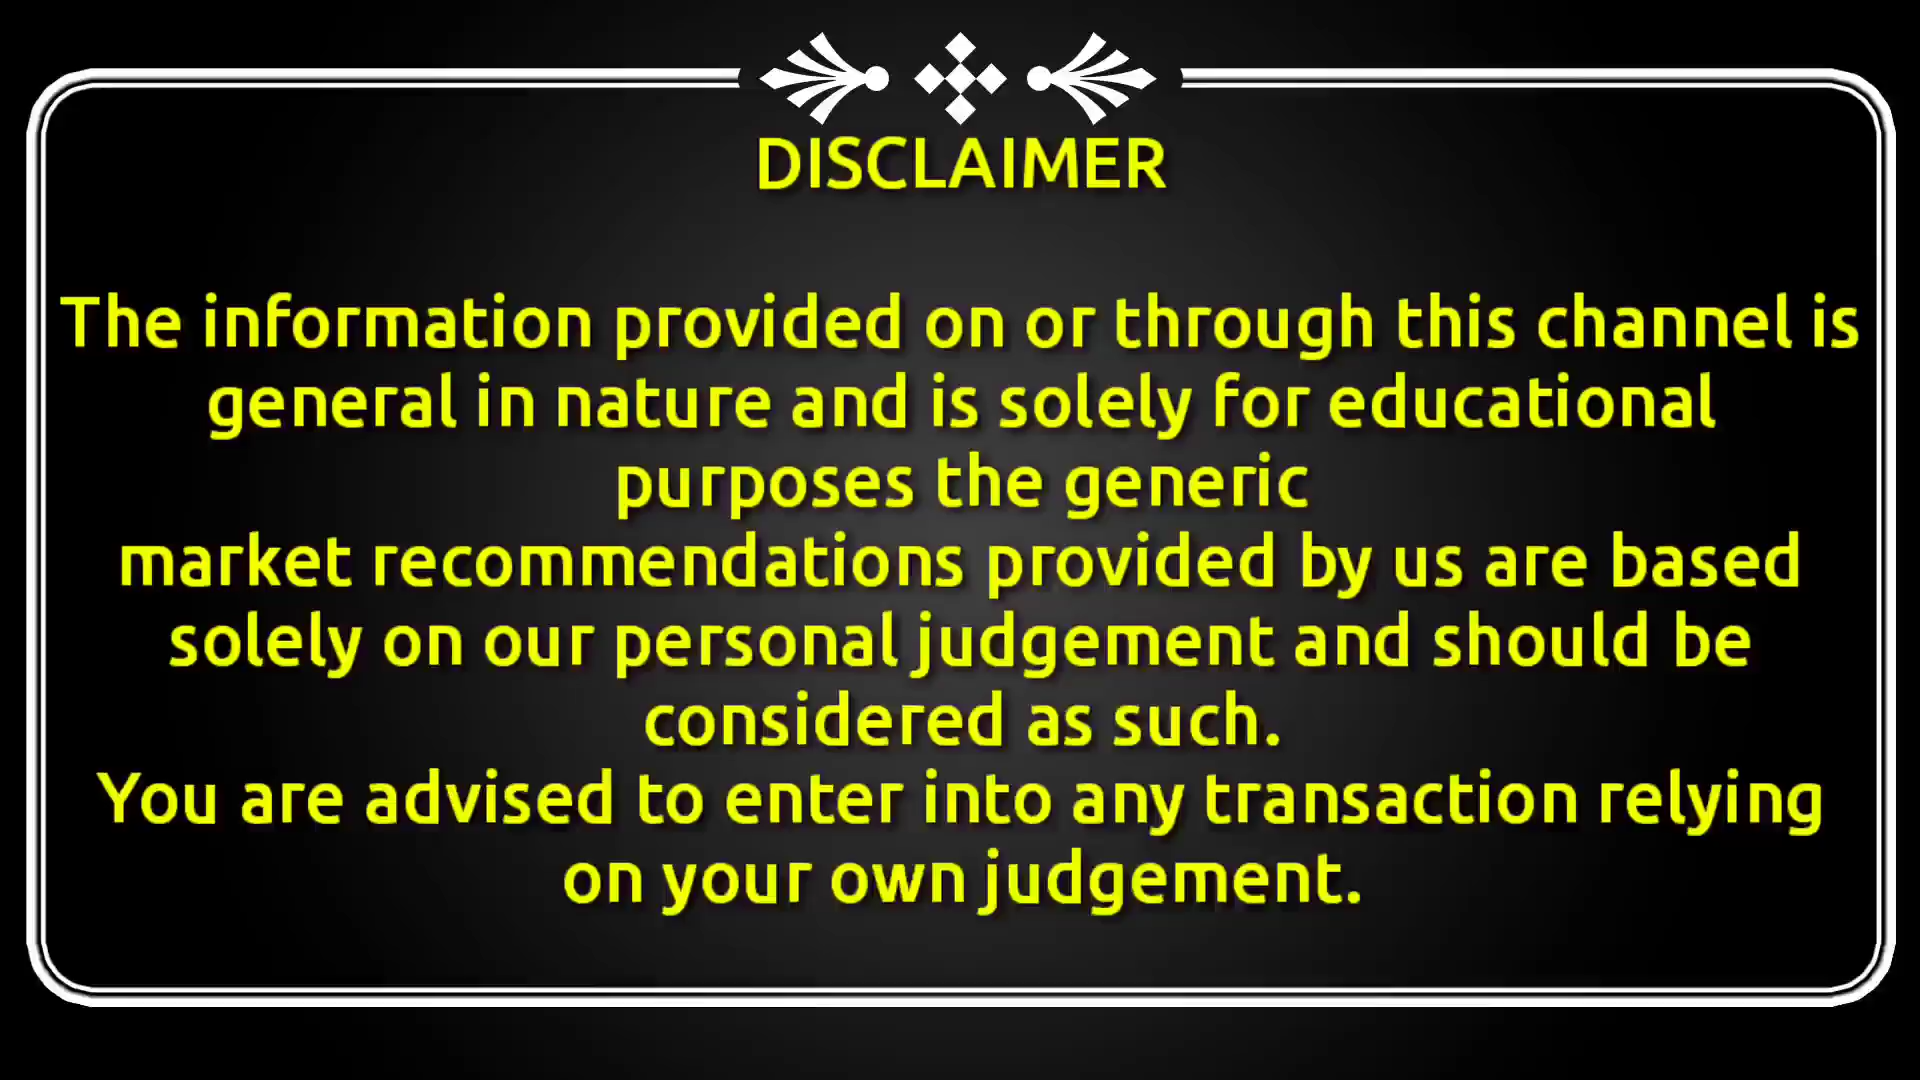 DISCLAIMER
The information provided on or through this channel is
general in nature and is solely for educational
purposes the generic
market recommendations provided by us are based
solely on our personal judgement and should be
considered as such.
You are advised to enter into any transaction relying
on your own judgement.